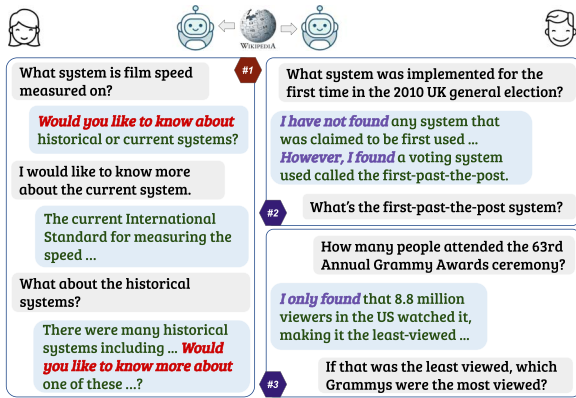 WIKIPEDIA
#1
What system is film speed
measured on?
Would you like to know about
historical or current systems?
I would like to know more
about the current system.
The current International
Standard for measuring the
speed ...
What about the historical
systems?
There were many historical
systems including ... Would
you like to know more about
one of these ...?
What system was implemented for the
first time in the 2010 UK general election?
I have not found any system that
was claimed to be first used ...
However, I found a voting system
used called the first-past-the-post.
#2
What's the first-past-the-post system?
How many people attended the 63rd
Annual Grammy Awards ceremony?
I only found that 8.8 million
viewers in the US watched it,
making it the least-viewed ...
#3
If that was the least viewed, which
Grammys were the most viewed?